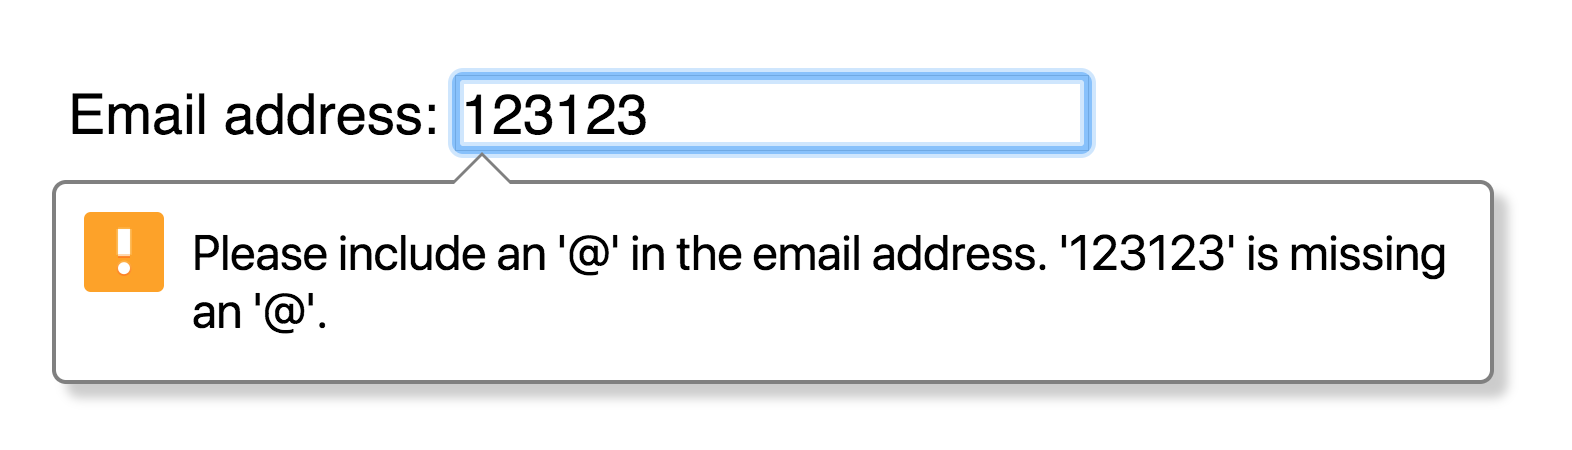 Email address: 123123
Please include an '@' in the email address. '123123' is missing
an '@'.